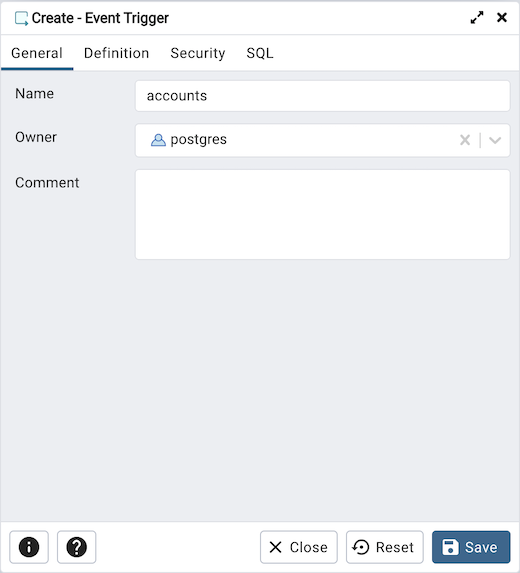 Create - Event Trigger
General Definition Security SQL
Name accounts
Owner postgres
Comment
Close Reset Save